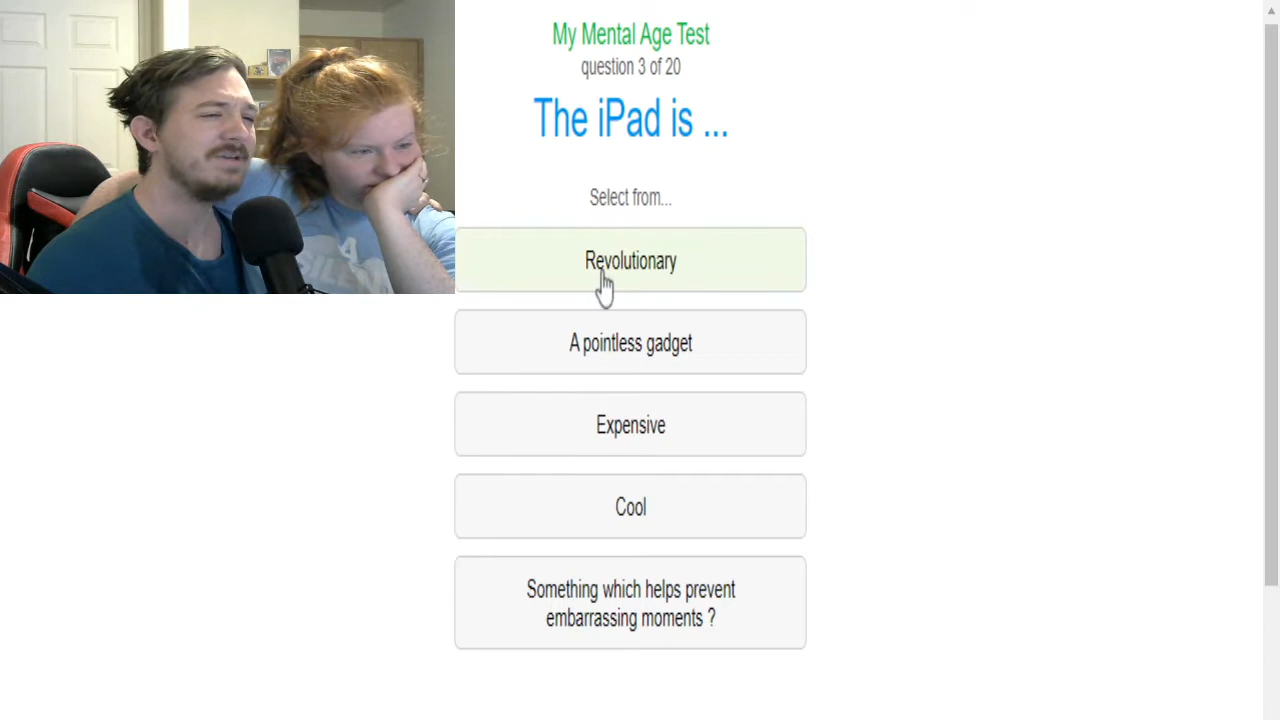 My Mental Age Test
question 3 of 20
The iPad is ...
Select from...
Revolutionary
A pointless gadget
Expensive
Cool
Something which helps prevent
embarrassing moments ?